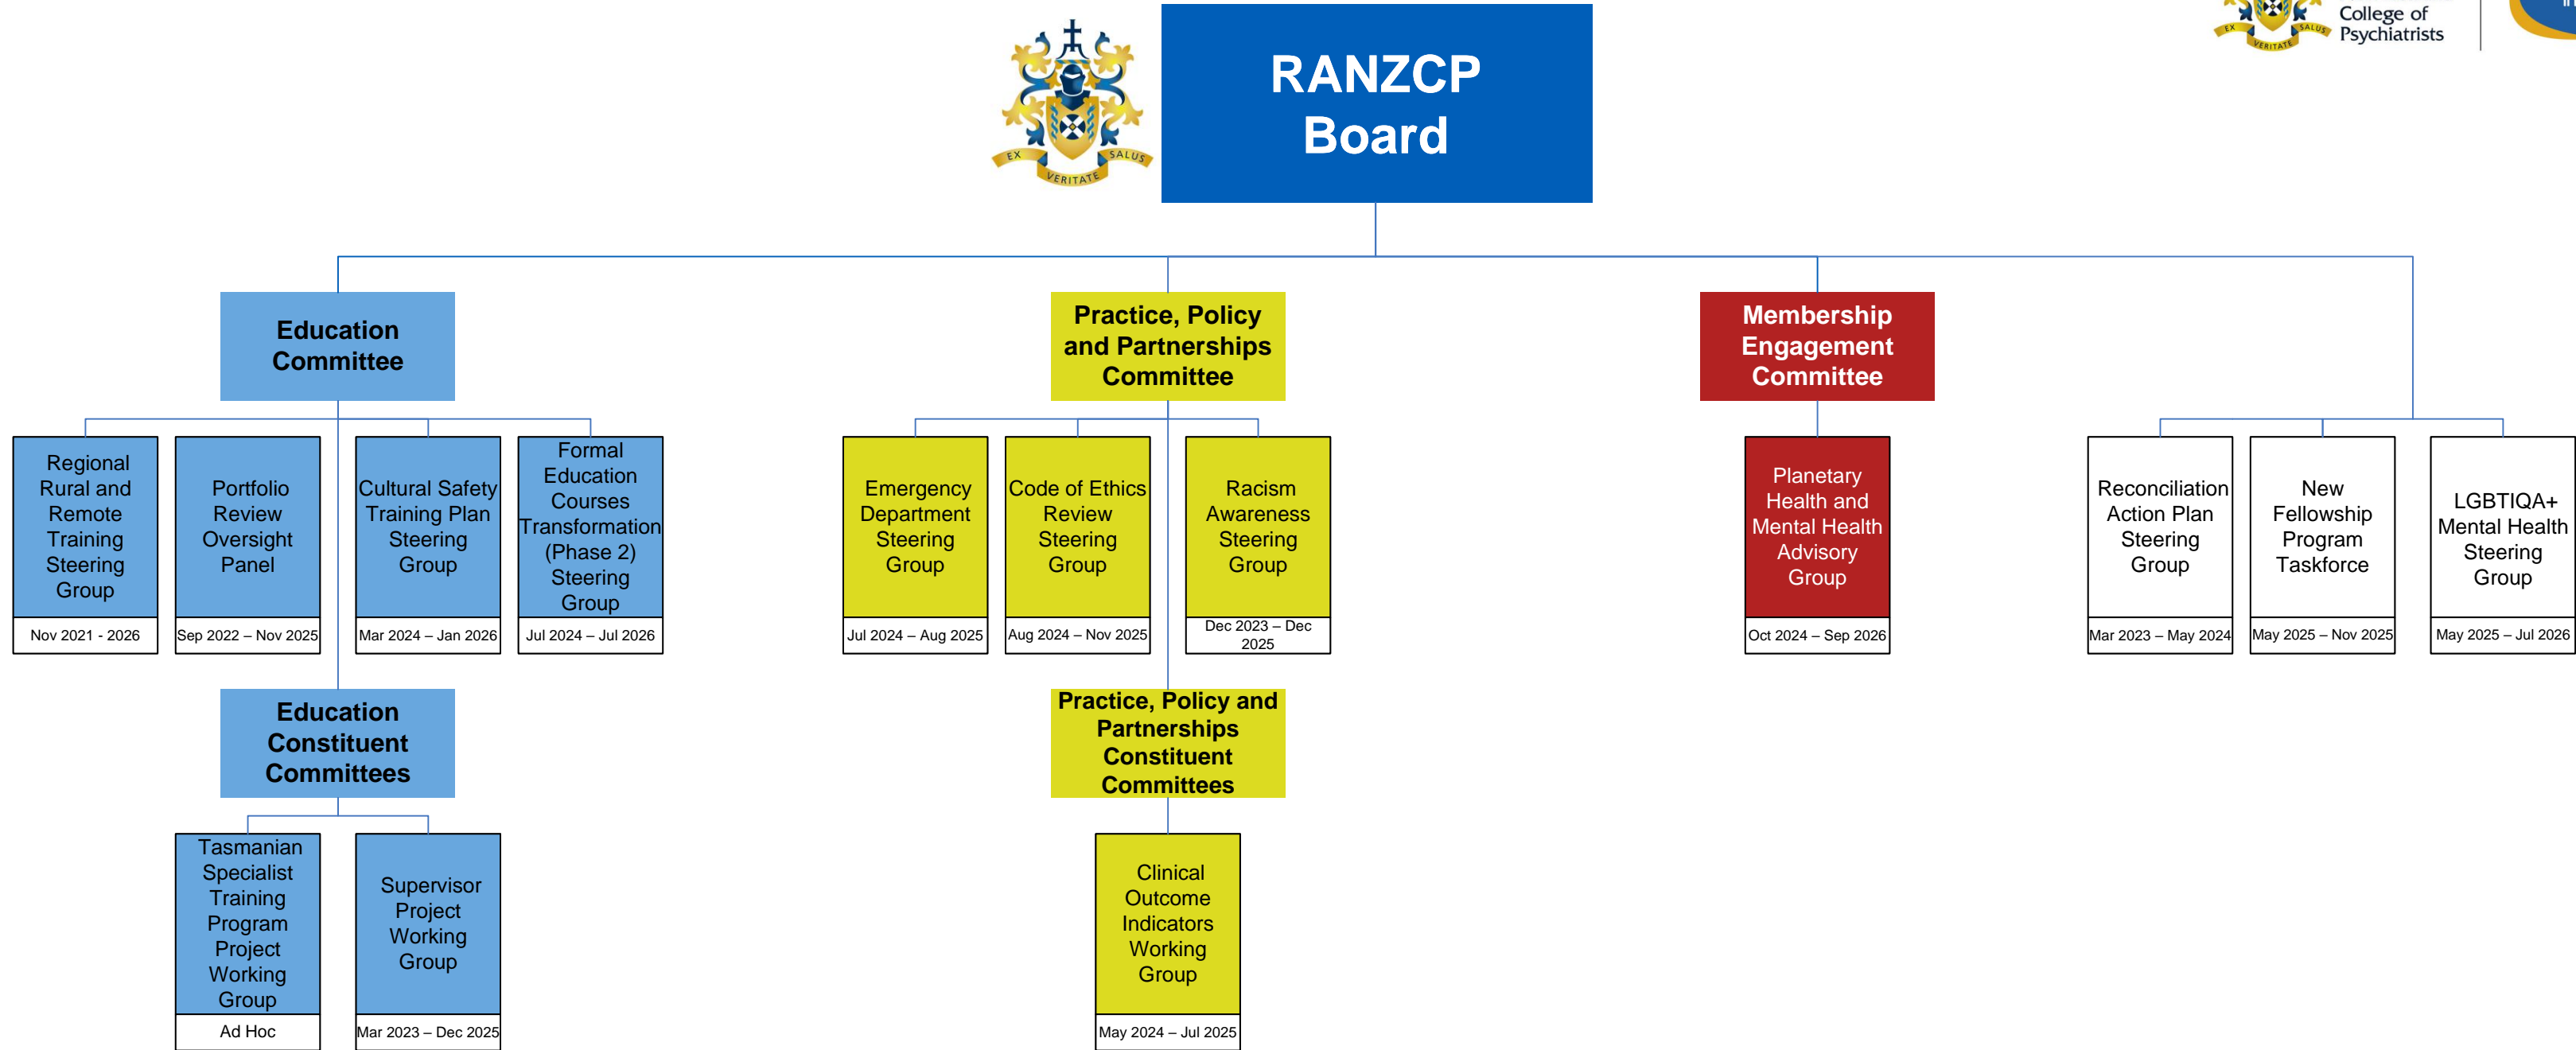 College of
Psychiatrists
EX VERITATE SALUS
RANZCP
Board
EX VERITATE SALUS
Education
Committee
Practice, Policy
and Partnerships
Committee
Membership
Engagement
Committee
Regional
Rural and
Remote
Training
Steering
Group
Nov 2021 - 2026
Portfolio
Review
Oversight
Panel
Sep 2022 – Nov 2025
Cultural Safety
Training Plan
Steering
Group
Mar 2024 – Jan 2026
Formal
Education
Courses
Transformation
(Phase 2)
Steering
Group
Jul 2024 – Jul 2026
Emergency
Department
Steering
Group
Jul 2024 – Aug 2025
Code of Ethics
Review
Steering
Group
Aug 2024 – Nov 2025
Racism
Awareness
Steering
Group
Dec 2023 – Dec
2025
Planetary
Health and
Mental Health
Advisory
Group
Oct 2024 – Sep 2026
Reconciliation
Action Plan
Steering
Group
Mar 2023 – May 2024
New
Fellowship
Program
Taskforce
May 2025 – Nov 2025
LGBTIQA+
Mental Health
Steering
Group
May 2025 – Jul 2026
Education
Constituent
Committees
Practice, Policy and
Partnerships
Constituent
Committees
Tasmanian
Specialist
Training
Program
Project
Working
Group
Ad Hoc
Supervisor
Project
Working
Group
Mar 2023 – Dec 2025
Clinical
Outcome
Indicators
Working
Group
May 2024 – Jul 2025